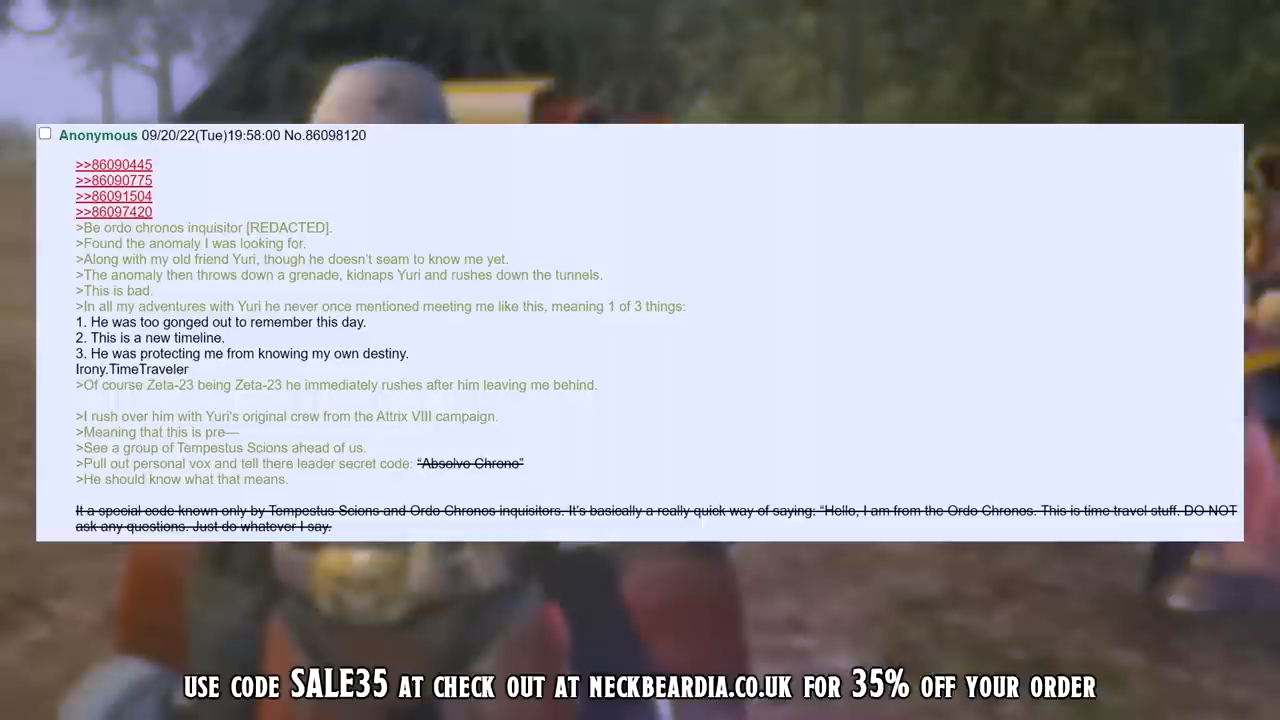 Anonymous 09/20/22(Tue)19:58:00 No.86098120
>>86090445
>>86090775
>>86091504
>>86097420
>Be ordo chronos inquisitor [REDACTED].
>Found the anomaly I was looking for.
>Along with my old friend Yuri, though he doesn't seam to know me yet.
>The anomaly then throws down a grenade, kidnaps Yuri and rushes down the tunnels.
>This is bad.
>In all my adventures with Yuri he never once mentioned meeting me like this, meaning 1 of 3 things:
1. He was too gonged out to remember this day.
2. This is a new timeline.
3. He was protecting me from knowing my own destiny.
Irony.TimeTraveler
>Of course Zeta-23 being Zeta-23 he immediately rushes after him leaving me behind.
>I rush over him with Yuri's original crew from the Attrix VIII campaign.
>Meaning that this is pre—
>See a group of Tempestus Scions ahead of us.
>Pull out personal vox and tell there leader secret code: “Absolvo Chrono”
>He should know what that means.
It a special code known only by Tempestus Scions and Ordo Chronos inquisitors. It's basically a really quick way of saying: “Hello, I am from the Ordo Chronos. This is time travel stuff. DO NOT
ask any questions. Just do whatever I say.
USE CODE SALE35 AT CHECK OUT AT NECKBEARDIA.CO.UK FOR 35% OFF YOUR ORDER